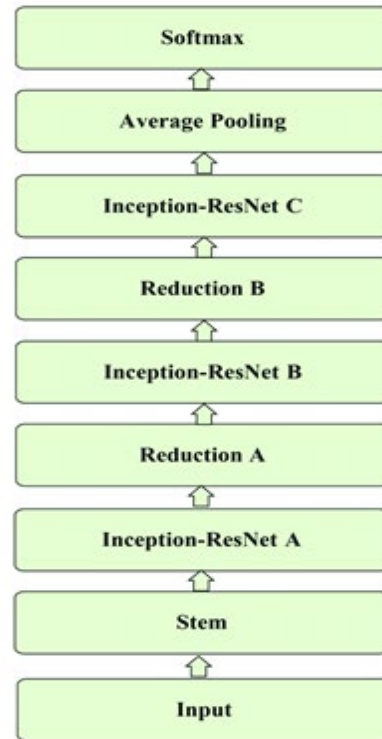 Softmax
Average Pooling
Inception-ResNet C
Reduction B
Inception-ResNet B
Reduction A
Inception-ResNet A
Stem
Input